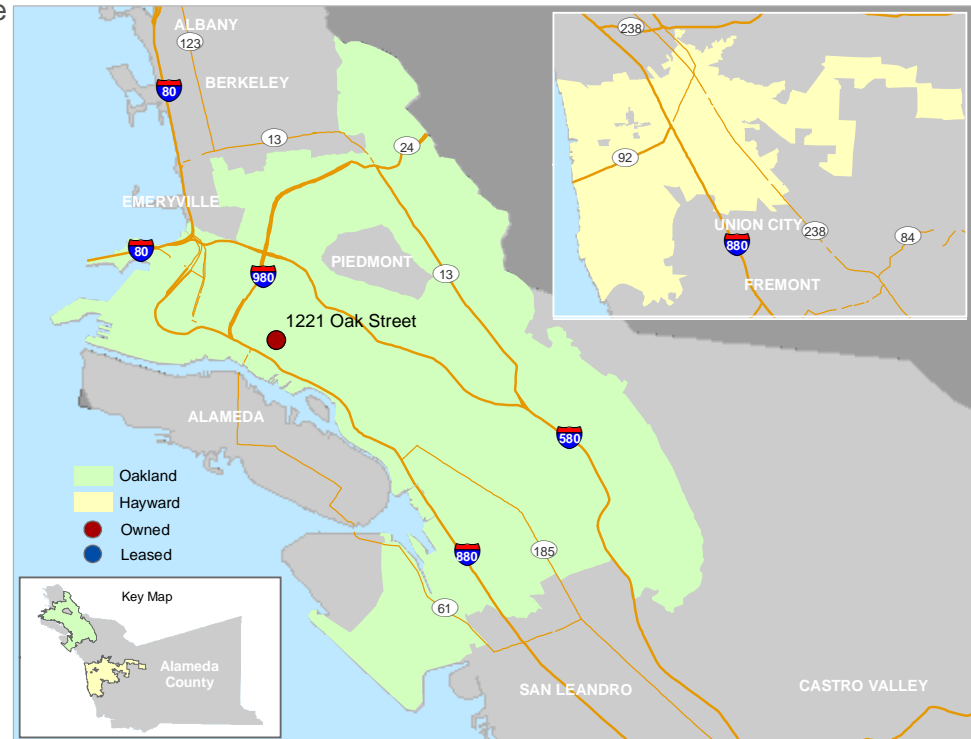 e
ALBANY
123
BERKELEY
80
13
24
EMERYVILLE
80
PIEDMONT
980
13
1221 Oak Street
ALAMEDA
580
Oakland
Hayward
Owned
Leased
880
185
61
Key Map
Alameda
County
SAN LEANDRO
CASTRO VALLEY
238
92
UNION CITY
880
238
84
FREMONT